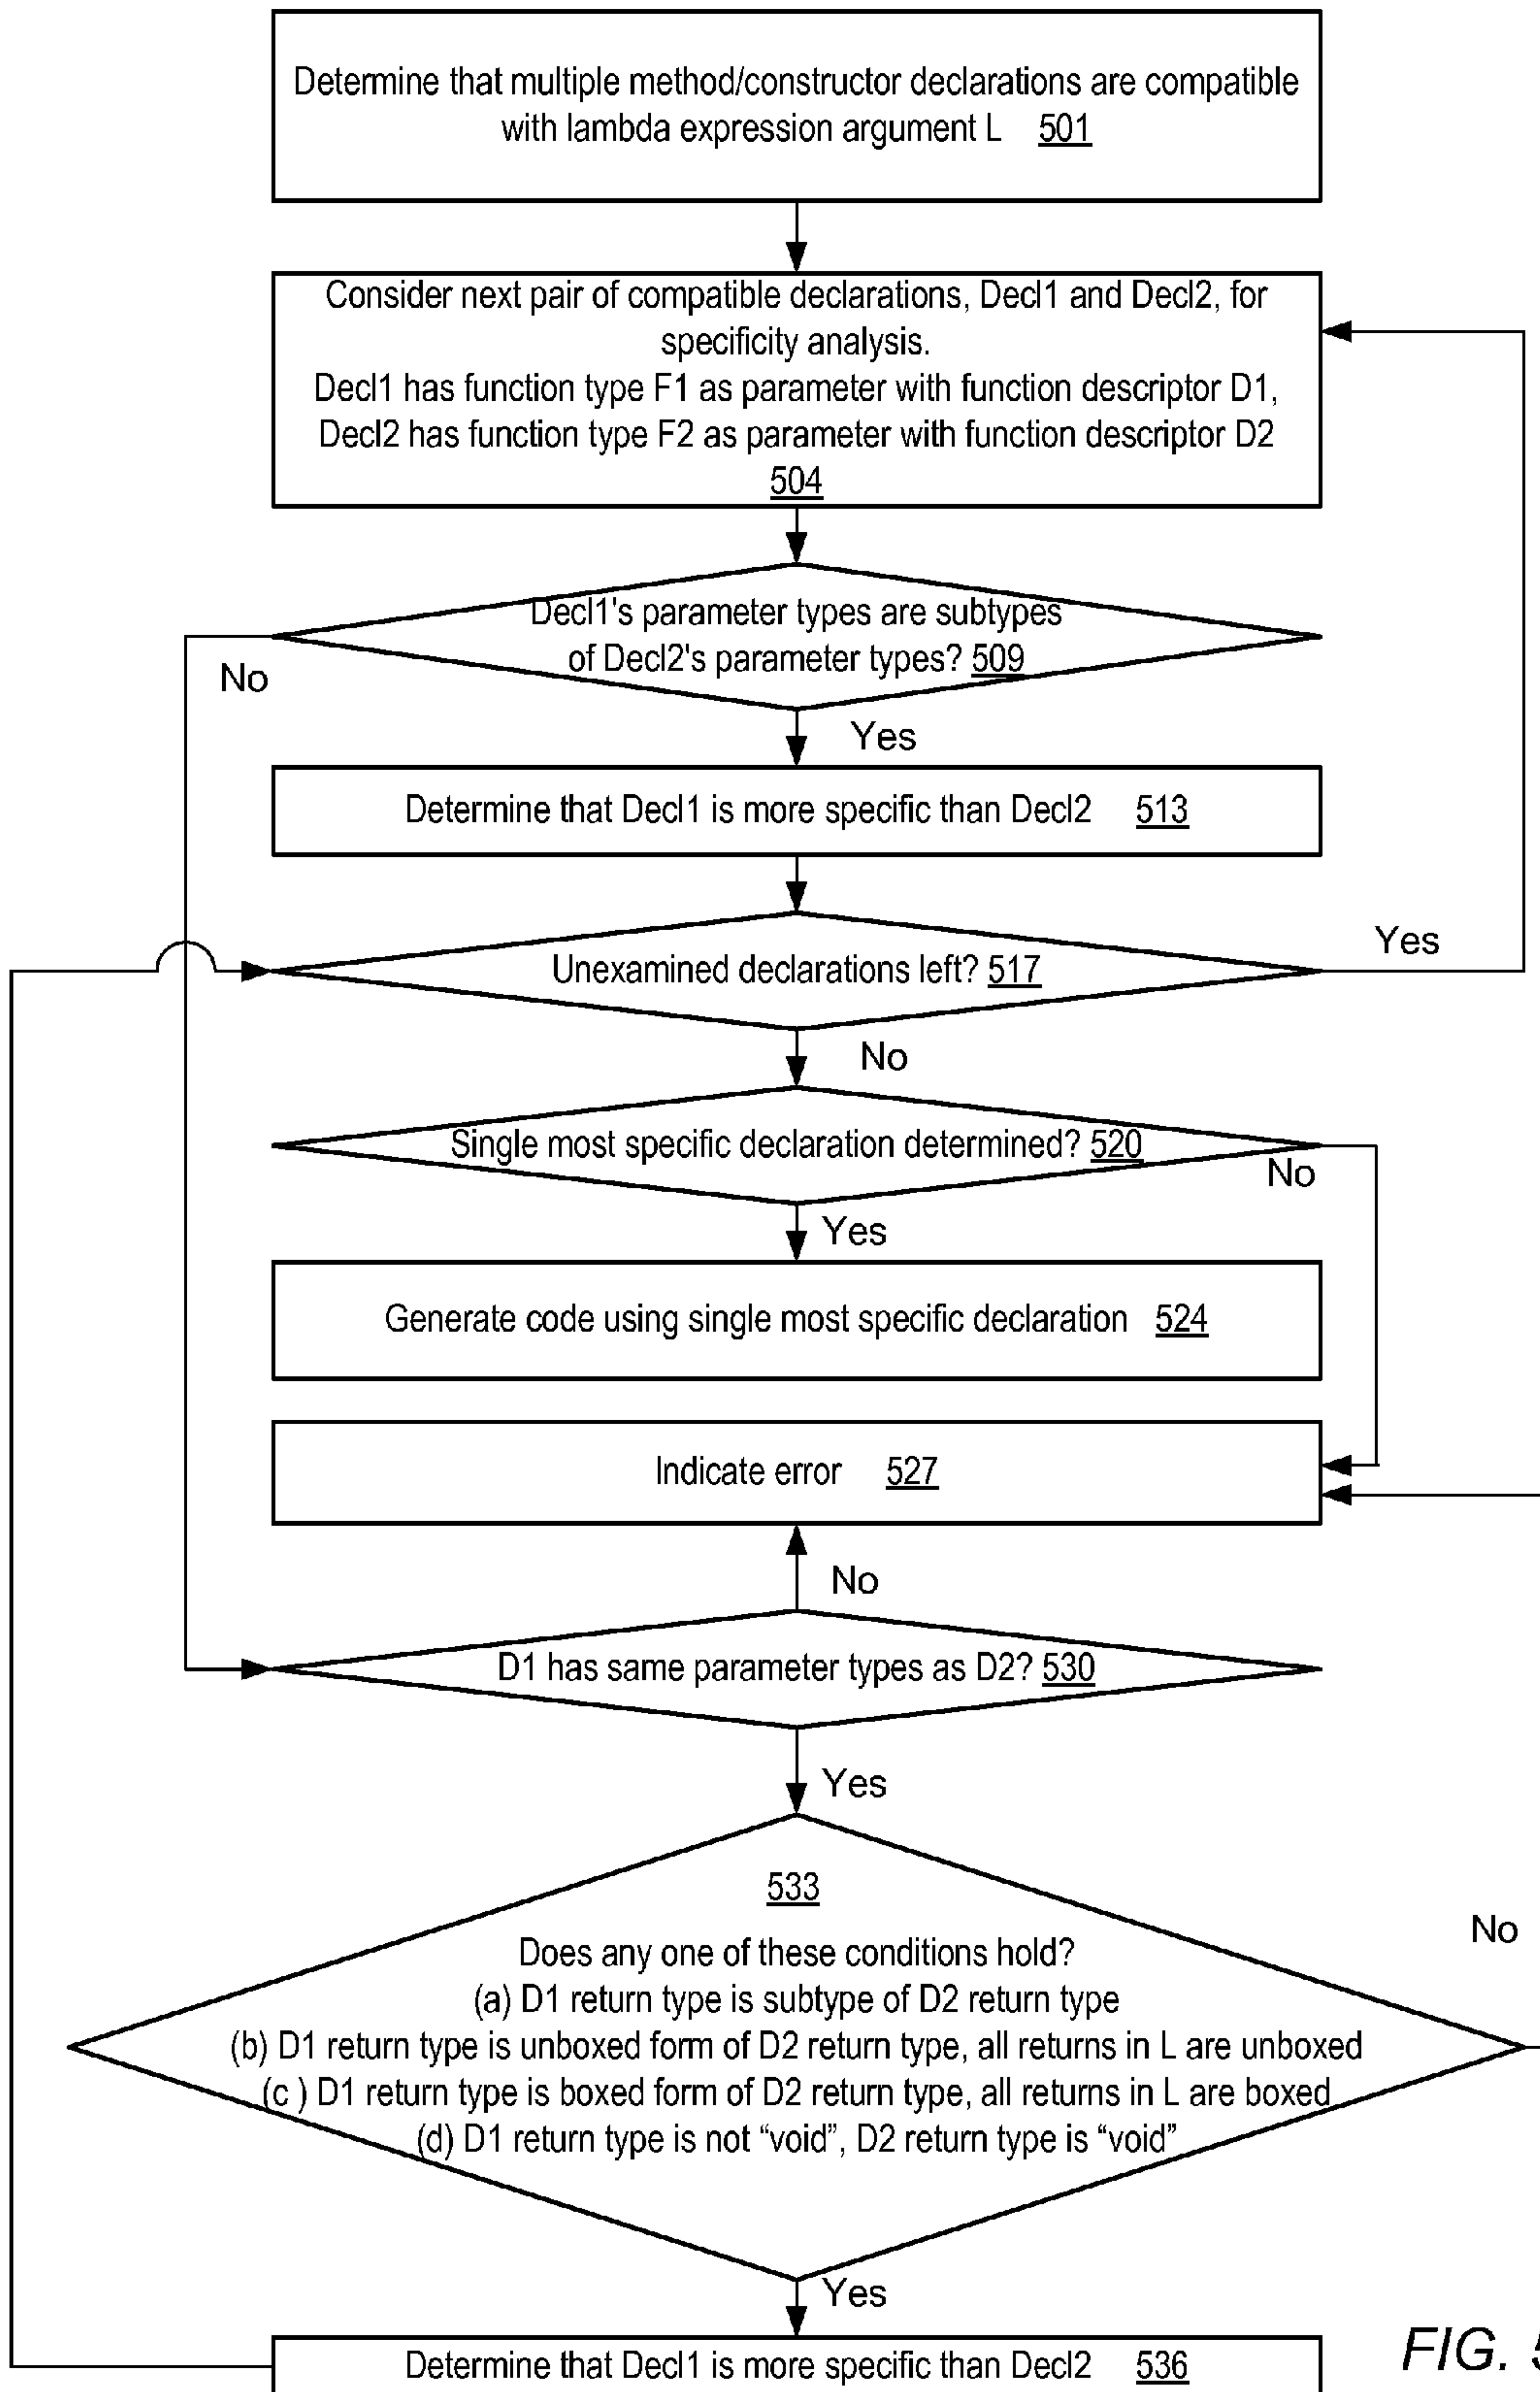 Determine that multiple method/constructor declarations are compatible
with lambda expression argument L 501
Consider next pair of compatible declarations, Decl1 and Decl2, for
specificity analysis.
Decl1 has function type F1 as parameter with function descriptor D1,
Decl2 has function type F2 as parameter with function descriptor D2
504
Decl1's parameter types are subtypes
of Decl2's parameter types? 509
No
Yes
Determine that Decl1 is more specific than Decl2 513
Yes
Unexamined declarations left? 517
No
Single most specific declaration determined? 520
No
Yes
Generate code using single most specific declaration 524
Indicate error 527
No
D1 has same parameter types as D2? 530
Yes
533
No
Does any one of these conditions hold?
(a) D1 return type is subtype of D2 return type
(b) D1 return type is unboxed form of D2 return type, all returns in L are unboxed
(c ) D1 return type is boxed form of D2 return type, all returns in L are boxed
(d) D1 return type is not “void”, D2 return type is “void”
Yes
Determine that Decl1 is more specific than Decl2 536
FIG. 5